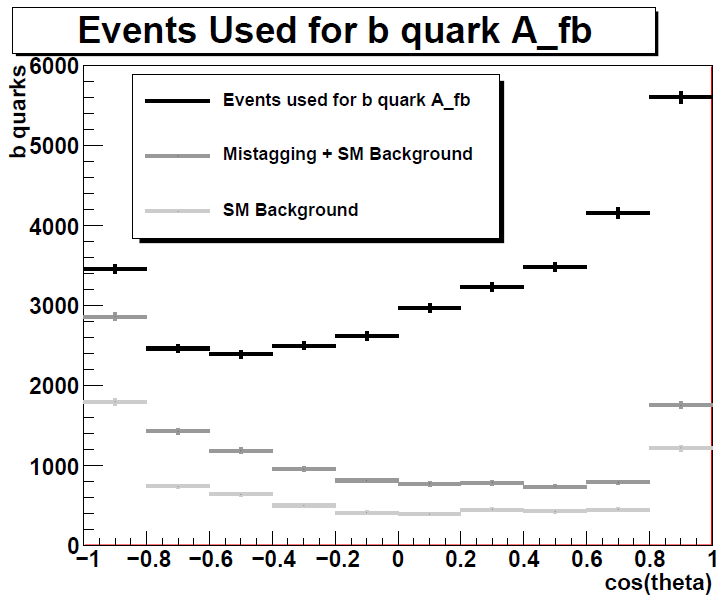 Events Used for b quark A_fb
b quarks
6000
5000
4000
3000
2000
1000
0
Events used for b quark A_fb
Mistagging + SM Background
SM Background
−1 −0.8 −0.6 −0.4 −0.2 0 0.2 0.4 0.6 0.8 1
cos(theta)